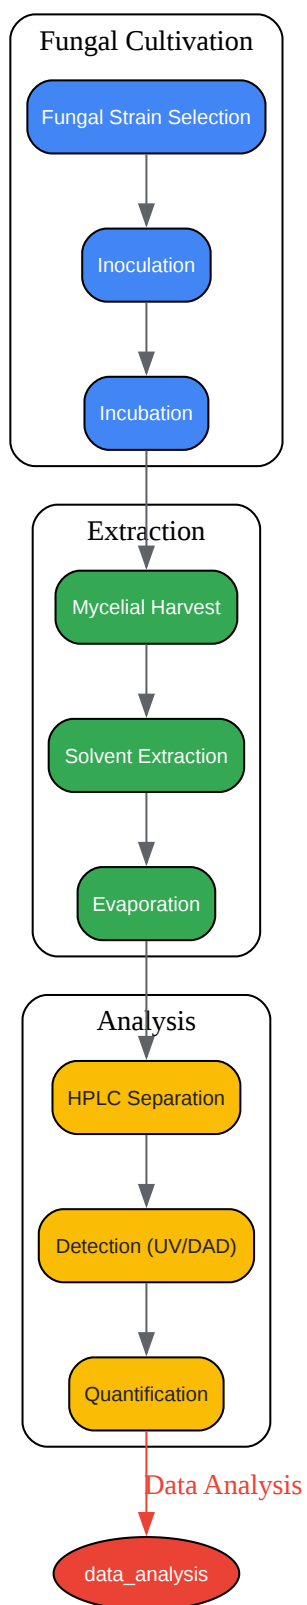 Fungal Cultivation
Fungal Strain Selection
Inoculation
Incubation
Extraction
Mycelial Harvest
Solvent Extraction
Evaporation
Analysis
HPLC Separation
Detection (UV/DAD)
Quantification
Data Analysis
data_analysis